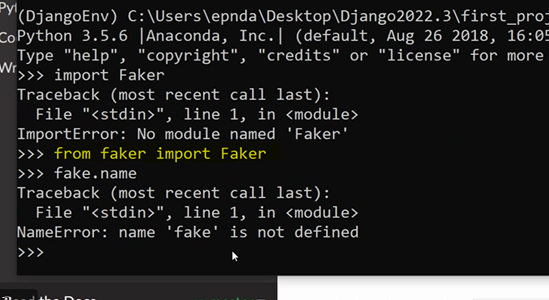 (DjangoEnv) C:\Users\epnda\Desktop\Django2022.3\first_proj
Python 3.5.6 |Anaconda, Inc.| (default, Aug 26 2018, 16:05
Type "help", "copyright", "credits" or "license" for more
>>> import Faker
Traceback (most recent call last):
  File "<stdin>", line 1, in <module>
ImportError: No module named 'Faker'
>>> from faker import Faker
>>> fake.name
Traceback (most recent call last):
  File "<stdin>", line 1, in <module>
NameError: name 'fake' is not defined
>>>